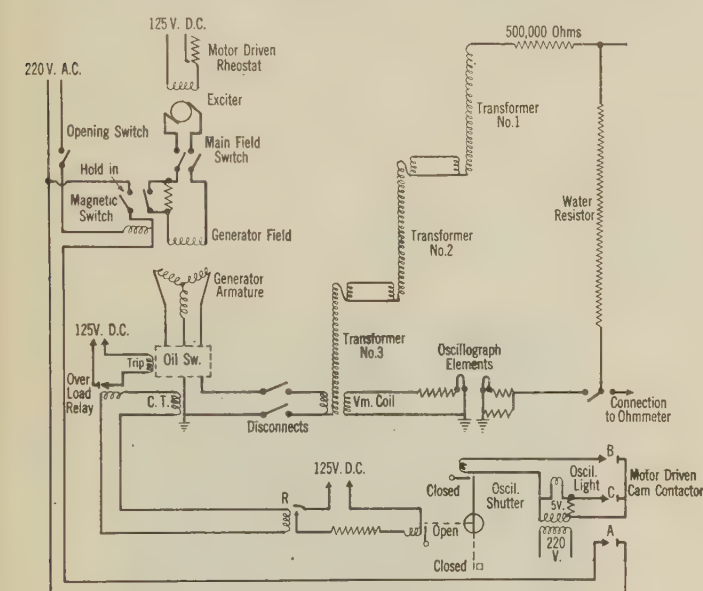 125 V. D.C.
Motor Driven
Rheostat
220 V. A.C.
Exciter
Opening Switch
Main Field
Switch
Hold in
Magnetic
Switch
Generator Field
Generator
Armature
125V. D.C.
Trip
Oil Sw.
Over
Load
Relay
C.T.
Disconnects
500,000 Ohms
Transformer
No.1
Transformer
No.2
Transformer
No.3
Water
Resistor
Oscillograph
Elements
Vm. Coil
Connection
to Ohmmeter
125V. D.C.
R
Closed
Open
Closed
Oscil.
Shutter
Oscil.
Light
5V.
220
V.
B
C
A
Motor Driven
Cam Contactor